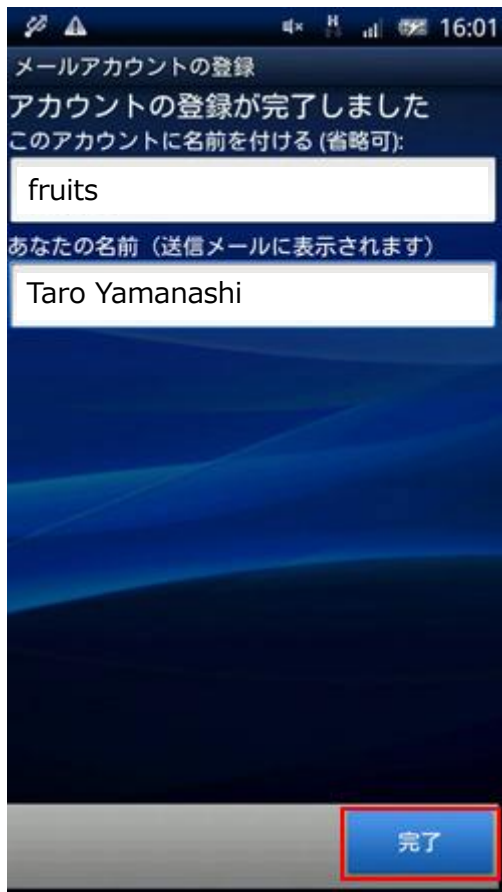 16:01
メールアカウントの登録
アカウントの登録が完了しました
このアカウントに名前を付ける (省略可):
fruits
あなたの名前（送信メールに表示されます）
Taro Yamanashi
完了